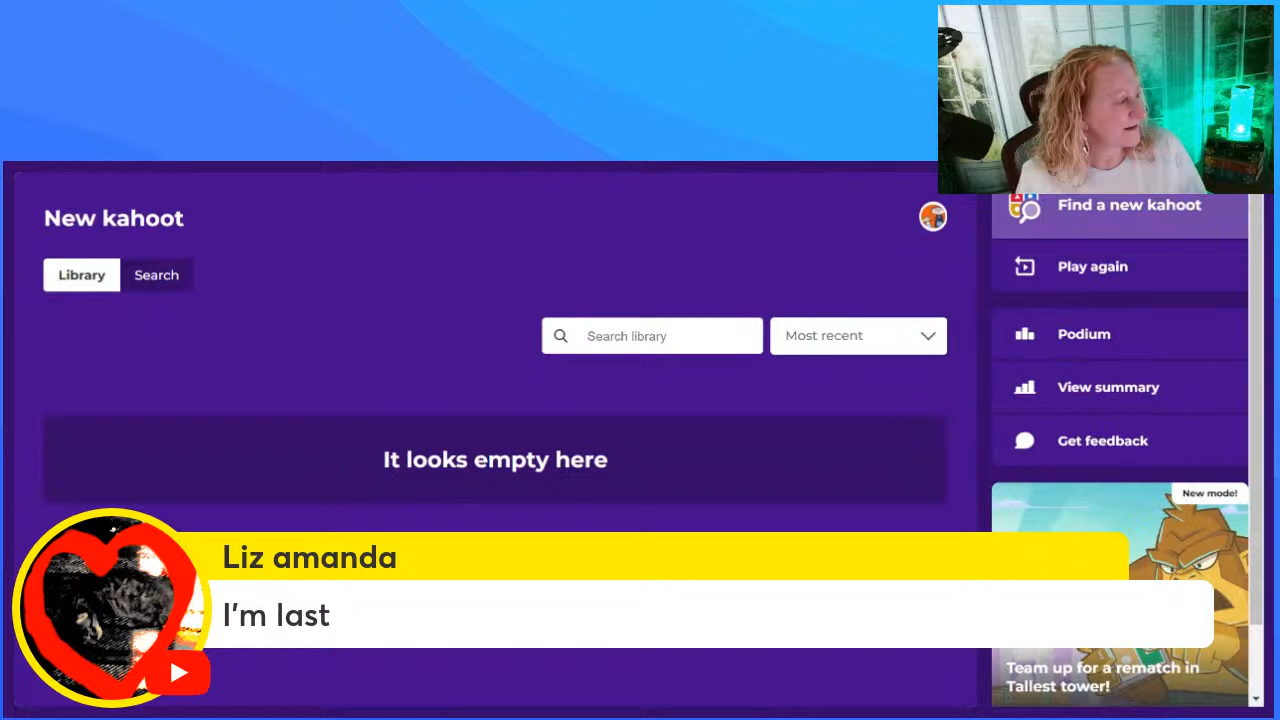 New kahoot
Library
Search
Search library
Most recent
It looks empty here
Find a new kahoot
Play again
Podium
View summary
Get feedback
New mode!
Team up for a rematch in
Tallest tower!
Liz amanda
I'm last